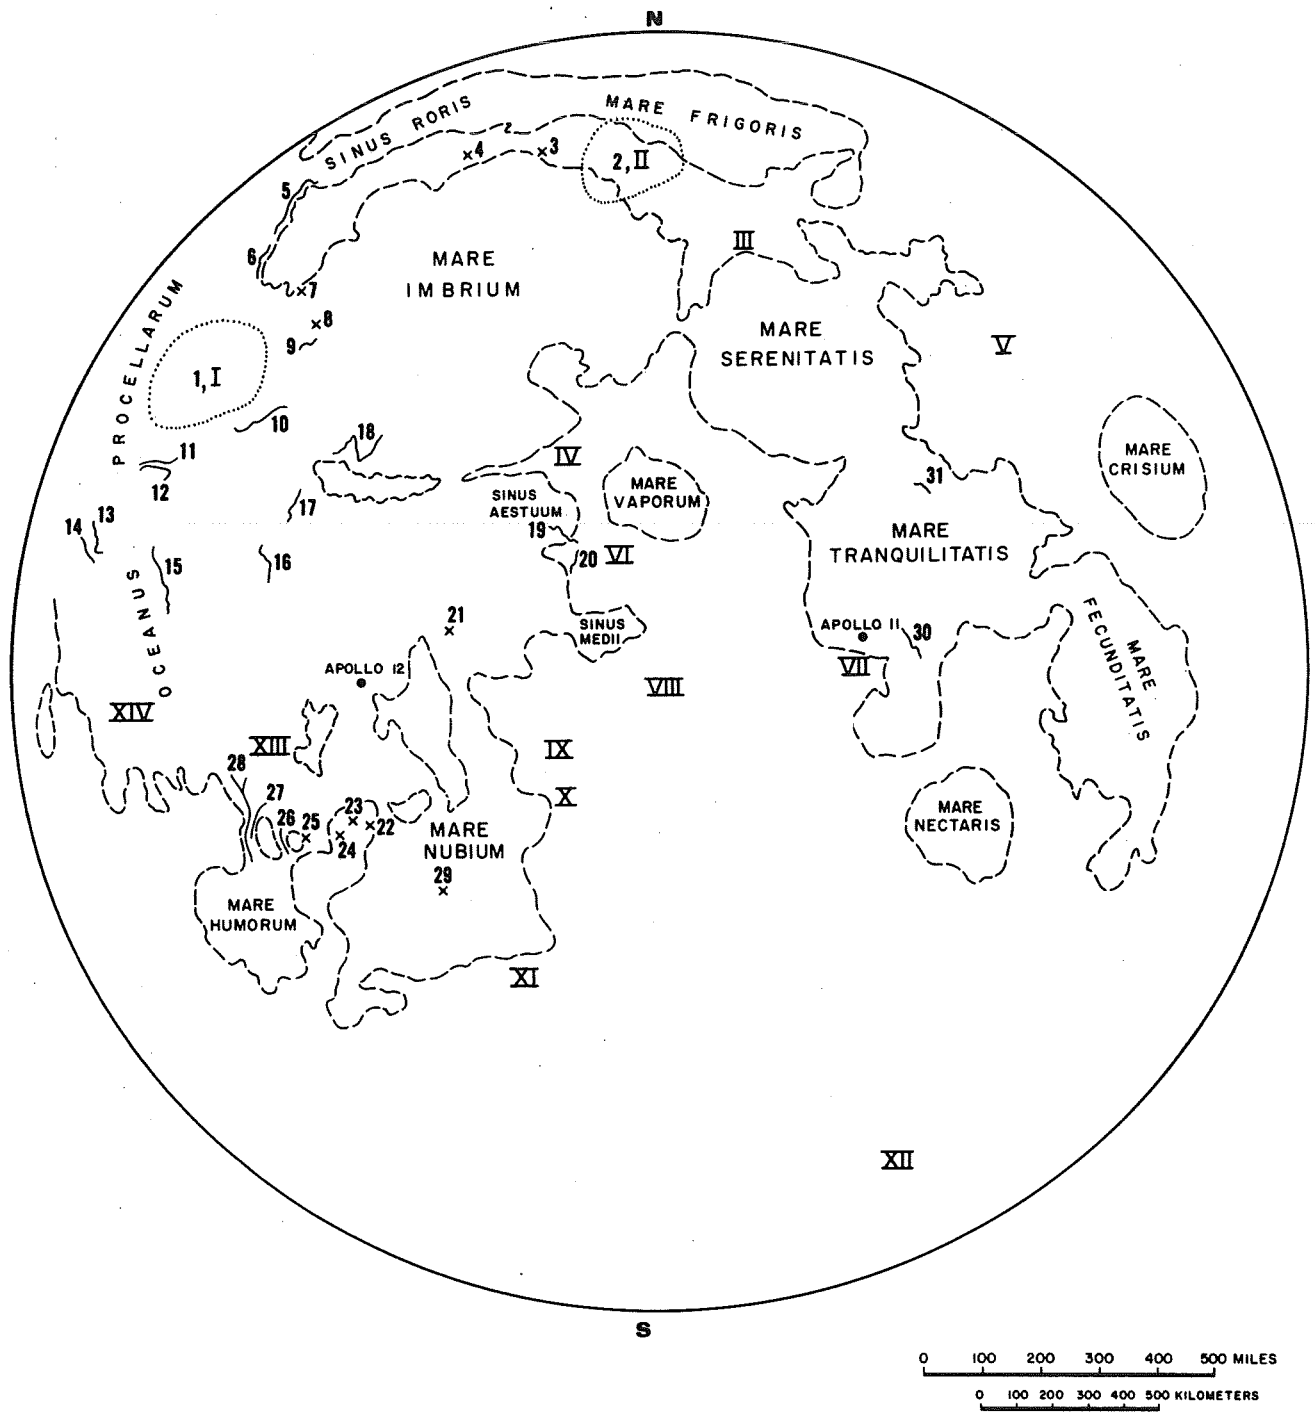 N
SINUS RORIS
MARE FRIGORIS
4
3
2, II
5
6
7
8
9
MARE
IMBRIUM
III
MARE
SERENITATIS
V
PROCELLARUM
1, I
10
11
12
18
17
IV
SINUS
AESTUUM
MARE
VAPORUM
31
MARE
CRISIUM
14
13
15
16
19
20
VI
MARE
TRANQUILITATIS
OCEANUS
21
SINUS
MEDII
APOLLO 11
30
MARE
FECUNDITATIS
APOLLO 12
VII
VIII
XIV
XIII
IX
X
28
27
26
25
23
22
24
MARE
NUBIUM
29
MARE
NECTARIS
MARE
HUMORUM
XI
XII
S
0 100 200 300 400 500 MILES
0 100 200 300 400 500 KILOMETERS